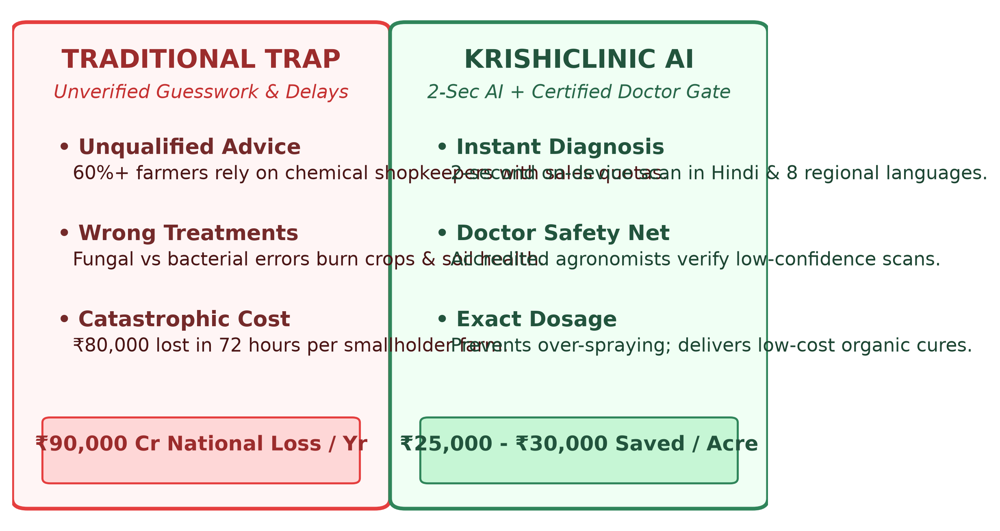 TRADITIONAL TRAP
Unverified Guesswork & Delays
• Unqualified Advice
60%+ farmers rely on chemical shopkeepers with sales quotas.
• Wrong Treatments
Fungal vs bacterial errors burn crops & soil health.
• Catastrophic Cost
₹80,000 lost in 72 hours per smallholder farm.
₹90,000 Cr National Loss / Yr
KRISHICLINIC AI
2-Sec AI + Certified Doctor Gate
• Instant Diagnosis
2-second on-device scan in Hindi & 8 regional languages.
• Doctor Safety Net
Accredited agronomists verify low-confidence scans.
• Exact Dosage
Prevents over-spraying; delivers low-cost organic cures.
₹25,000 - ₹30,000 Saved / Acre